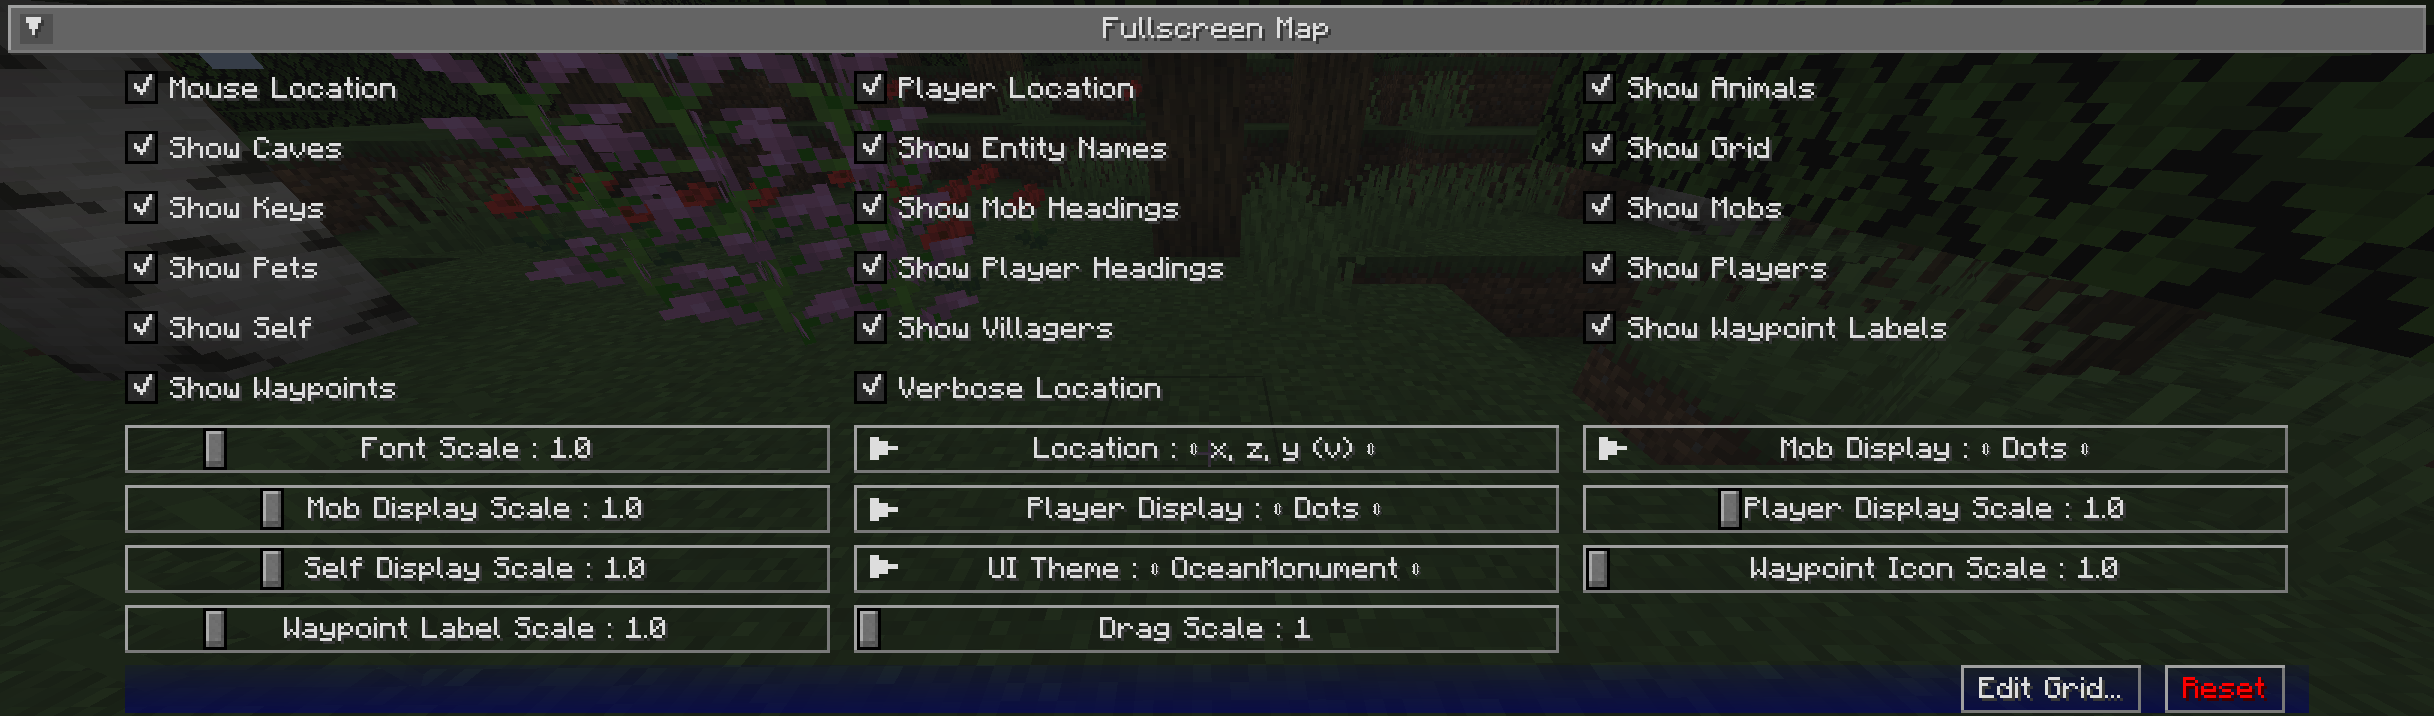 Fullscreen Map
Mouse Location
Player Location
Show Animals
Show Caves
Show Entity Names
Show Grid
Show Keys
Show Mob Headings
Show Mobs
Show Pets
Show Player Headings
Show Players
Show Self
Show Villagers
Show Waypoint Labels
Show Waypoints
Verbose Location
Font Scale : 1.0
Location : ⇕ x, z, y (v) ⇕
Mob Display : ⇕ Dots ⇕
Mob Display Scale : 1.0
Player Display : ⇕ Dots ⇕
Player Display Scale : 1.0
Self Display Scale : 1.0
UI Theme : ⇕ OceanMonument ⇕
Waypoint Icon Scale : 1.0
Waypoint Label Scale : 1.0
Drag Scale : 1
Edit Grid...
Reset